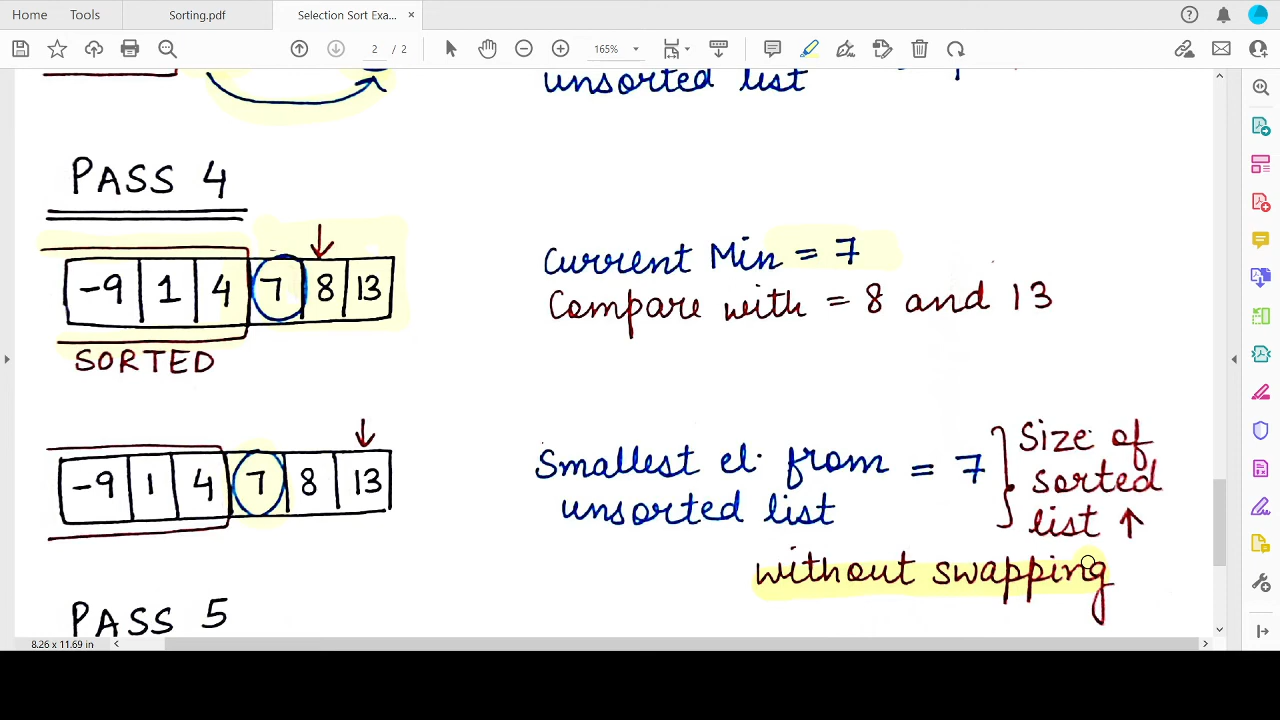 Home Tools Sorting.pdf Selection Sort Exa... ×
2 / 2 165%
unsorted list
PASS 4
-9 1 4 7 8 13
Current Min = 7
Compare with = 8 and 13
SORTED
-9 1 4 7 8 13
Smallest el. from = 7
unsorted list
Size of
sorted
list ↑
without swapping
PASS 5
8.26 x 11.69 in